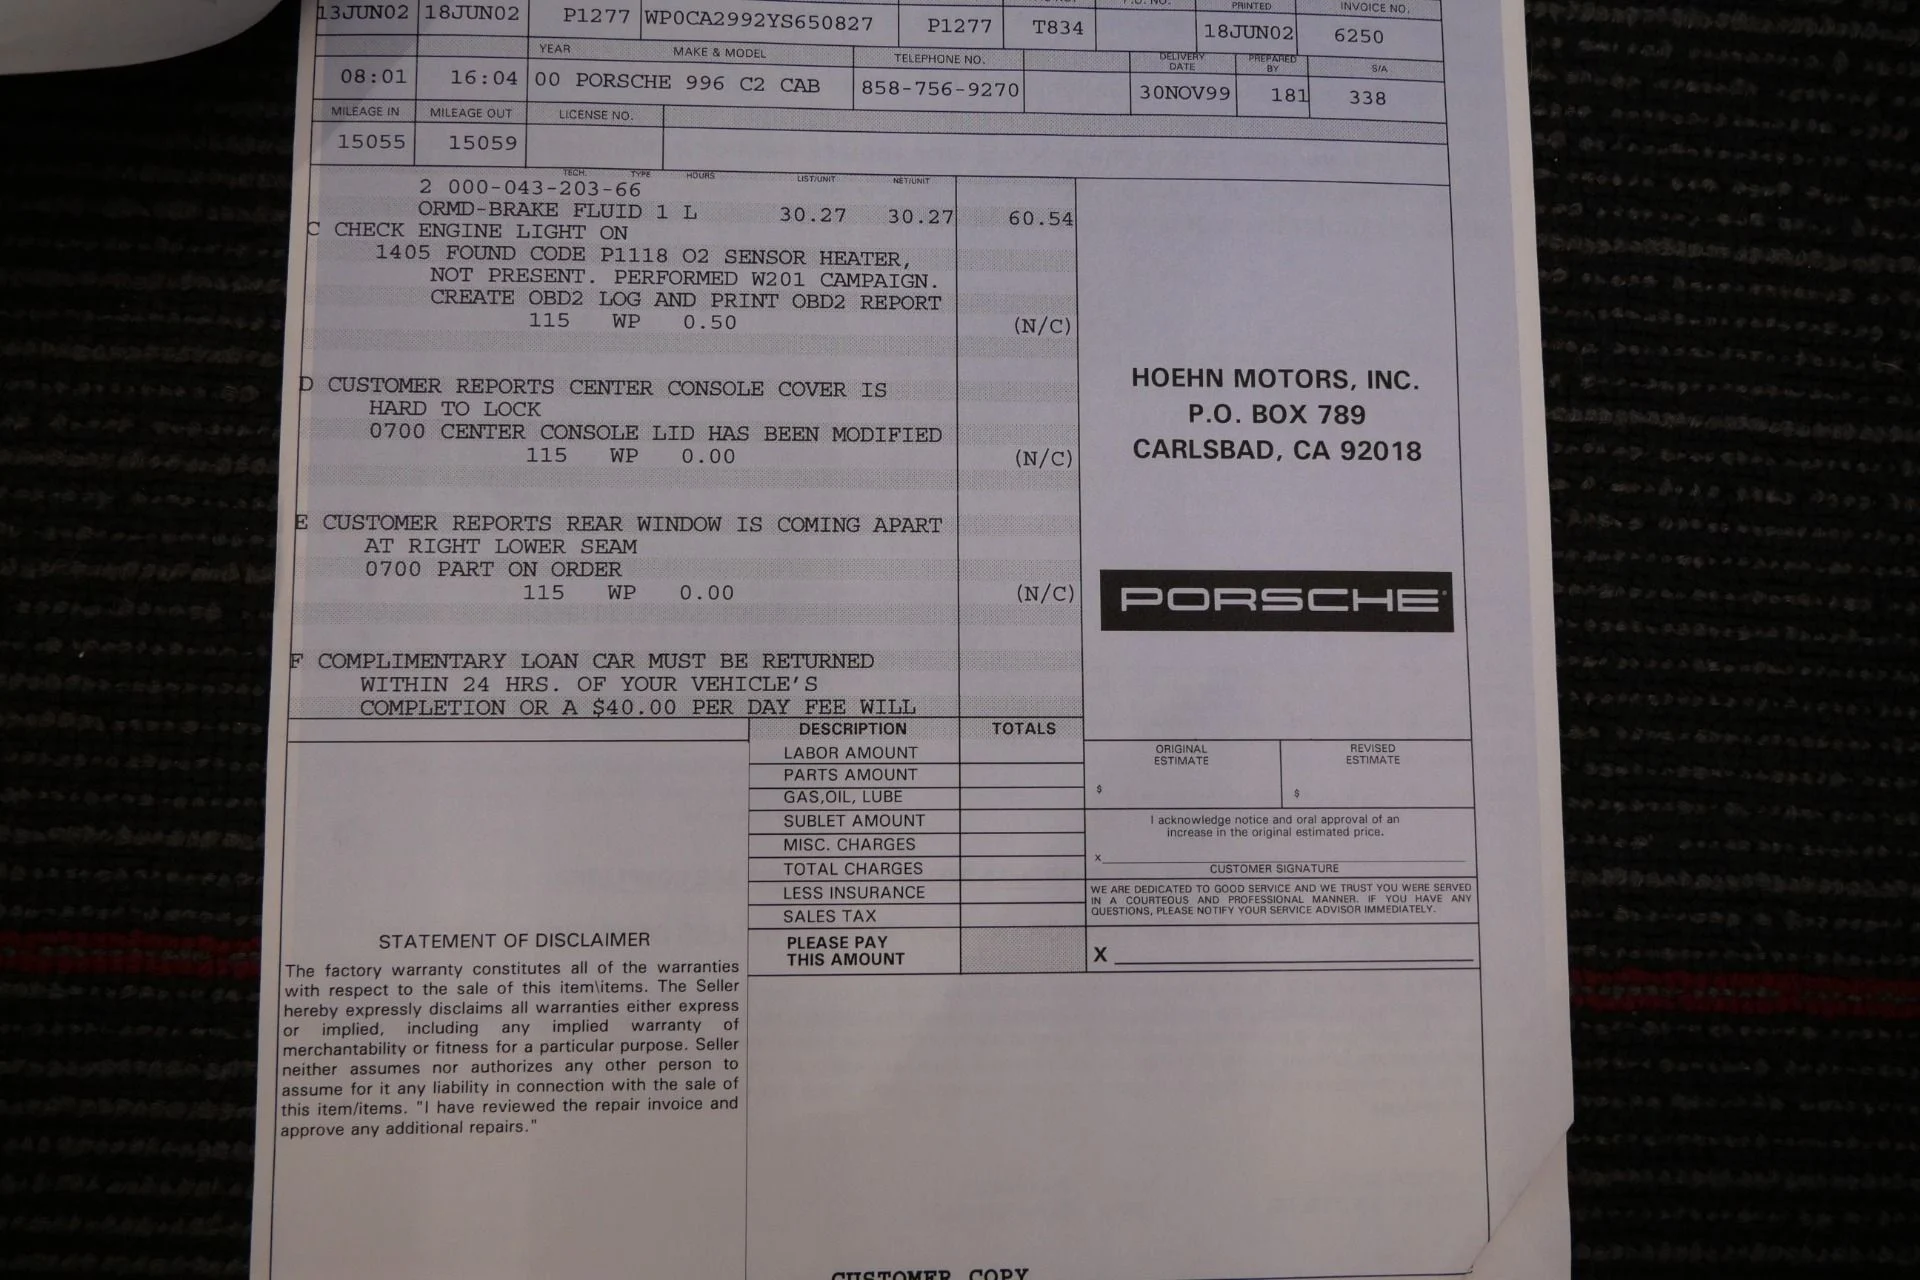 PRINTED INVOICE NO.
13JUN02 18JUN02 P1277 WP0CA2992YS650827 P1277 T834 18JUN02 6250
YEAR MAKE & MODEL TELEPHONE NO. DELIVERY DATE PREPARED BY S/A
08:01 16:04 00 PORSCHE 996 C2 CAB 858-756-9270 30NOV99 181 338
MILEAGE IN MILEAGE OUT LICENSE NO.
15055 15059
TECH. TYPE HOURS LIST/UNIT NET/UNIT
2 000-043-203-66
ORMD-BRAKE FLUID 1 L 30.27 30.27 60.54
C CHECK ENGINE LIGHT ON
1405 FOUND CODE P1118 O2 SENSOR HEATER,
NOT PRESENT. PERFORMED W201 CAMPAIGN.
CREATE OBD2 LOG AND PRINT OBD2 REPORT
115 WP 0.50 (N/C)
D CUSTOMER REPORTS CENTER CONSOLE COVER IS
HARD TO LOCK
0700 CENTER CONSOLE LID HAS BEEN MODIFIED
115 WP 0.00 (N/C)
E CUSTOMER REPORTS REAR WINDOW IS COMING APART
AT RIGHT LOWER SEAM
0700 PART ON ORDER
115 WP 0.00 (N/C)
F COMPLIMENTARY LOAN CAR MUST BE RETURNED
WITHIN 24 HRS. OF YOUR VEHICLE'S
COMPLETION OR A $40.00 PER DAY FEE WILL
HOEHN MOTORS, INC.
P.O. BOX 789
CARLSBAD, CA 92018
PORSCHE
DESCRIPTION TOTALS
LABOR AMOUNT
PARTS AMOUNT
GAS,OIL, LUBE
SUBLET AMOUNT
MISC. CHARGES
TOTAL CHARGES
LESS INSURANCE
SALES TAX
PLEASE PAY
THIS AMOUNT
ORIGINAL ESTIMATE
$
REVISED ESTIMATE
$
I acknowledge notice and oral approval of an
increase in the original estimated price.
X
CUSTOMER SIGNATURE
WE ARE DEDICATED TO GOOD SERVICE AND WE TRUST YOU WERE SERVED
IN A COURTEOUS AND PROFESSIONAL MANNER. IF YOU HAVE ANY
QUESTIONS, PLEASE NOTIFY YOUR SERVICE ADVISOR IMMEDIATELY.
X
STATEMENT OF DISCLAIMER
The factory warranty constitutes all of the warranties
with respect to the sale of this item\items. The Seller
hereby expressly disclaims all warranties either express
or implied, including any implied warranty of
merchantability or fitness for a particular purpose. Seller
neither assumes nor authorizes any other person to
assume for it any liability in connection with the sale of
this item/items. "I have reviewed the repair invoice and
approve any additional repairs."
CUSTOMER COPY